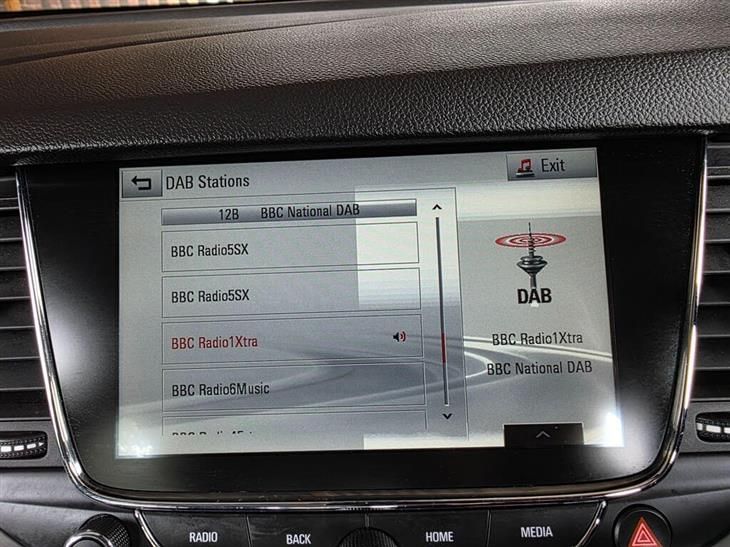 DAB Stations
Exit
12B BBC National DAB
BBC Radio5SX
BBC Radio5SX
BBC Radio1Xtra
BBC Radio6Music
DAB
BBC Radio1Xtra
BBC National DAB
RADIO
BACK
HOME
MEDIA